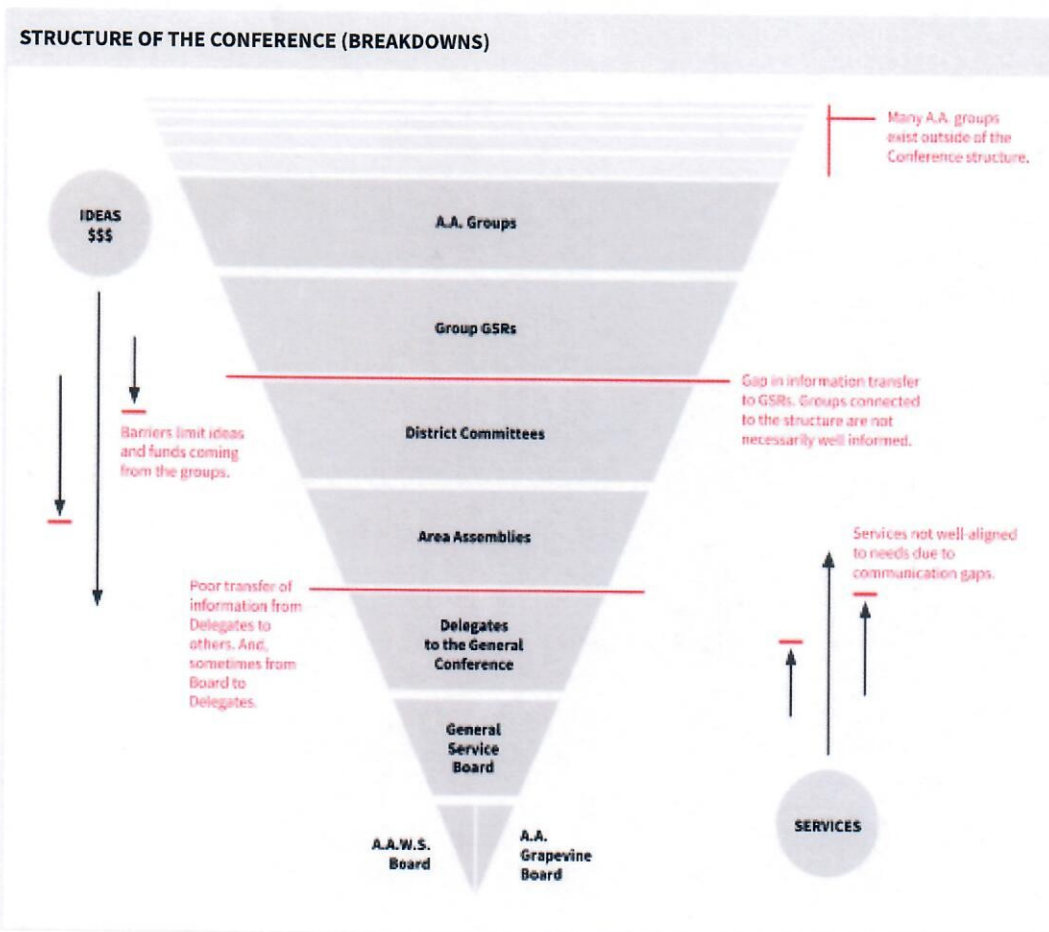 STRUCTURE OF THE CONFERENCE (BREAKDOWNS)
Many A.A. groups
exist outside of the
Conference structure.
IDEAS
$$$
A.A. Groups
Group GSRs
Gap in information transfer
to GSRs. Groups connected
to the structure are not
necessarily well informed.
District Committees
Barriers limit ideas
and funds coming
from the groups.
Area Assemblies
Services not well-aligned
to needs due to
communication gaps.
Poor transfer of
information from
Delegates to
others. And,
sometimes from
Board to
Delegates.
Delegates
to the General
Conference
General
Service
Board
SERVICES
A.A.W.S.
Board
A.A.
Grapevine
Board